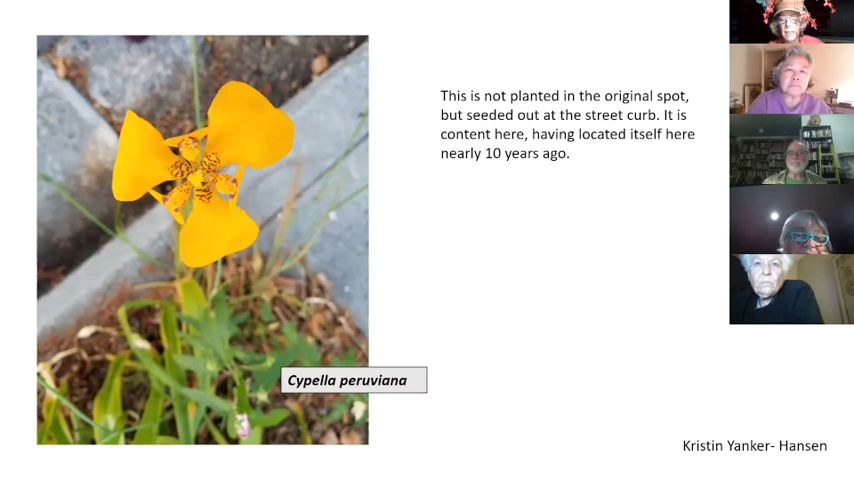 This is not planted in the original spot,
but seeded out at the street curb. It is
content here, having located itself here
nearly 10 years ago.
Cypella peruviana
Kristin Yanker- Hansen